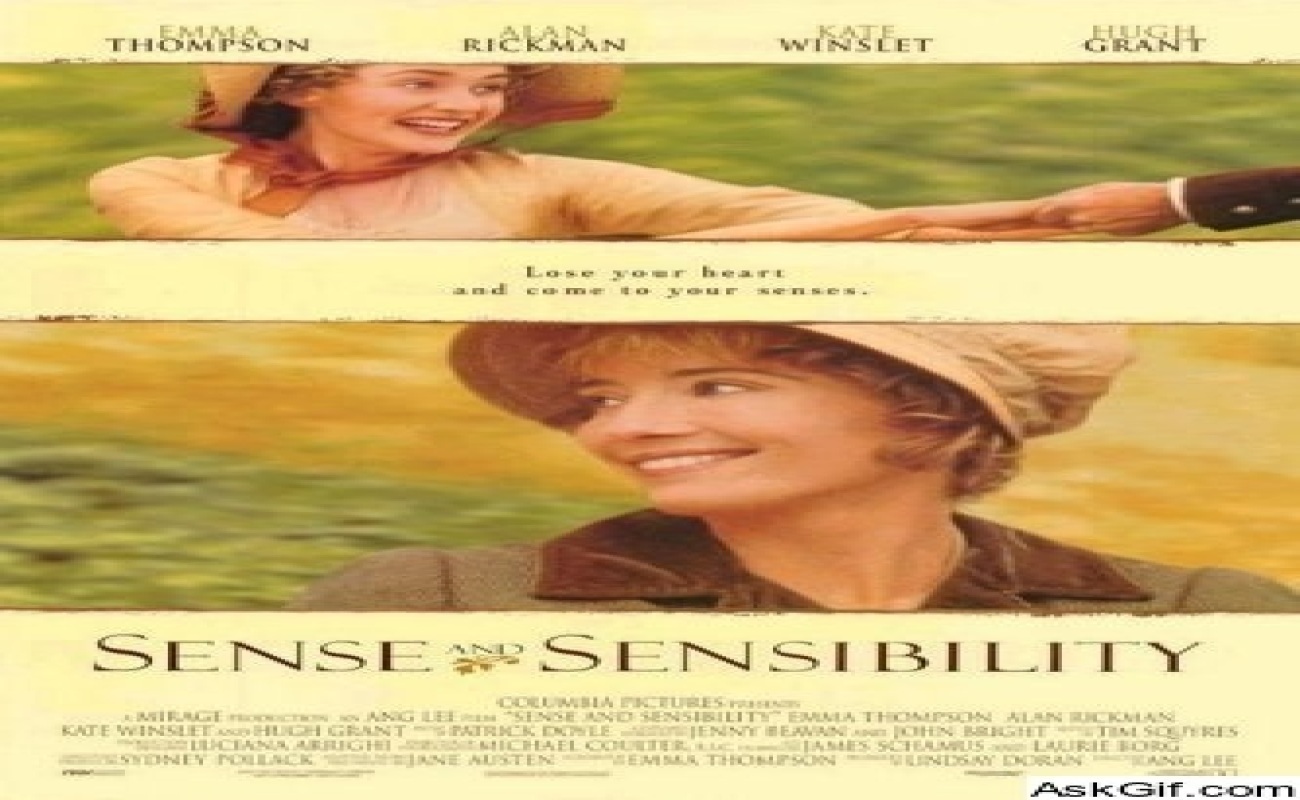 EMMA THOMPSON ALAN RICKMAN KATE WINSLET HUGH GRANT
Lose your heart
and come to your senses.
SENSE AND SENSIBILITY
COLUMBIA PICTURES PRESENTS
A MIRAGE PRODUCTION AN ANG LEE FILM "SENSE AND SENSIBILITY" EMMA THOMPSON ALAN RICKMAN
KATE WINSLET AND HUGH GRANT PATRICK DOYLE JENNY BEAVAN AND JOHN BRIGHT TIM SQUYRES
LUCIANA ARRIGHI MICHAEL COULTER JAMES SCHAMUS AND LAURIE BORG
SYDNEY POLLACK JANE AUSTEN EMMA THOMPSON LINDSAY DORAN ANG LEE
AskGif.com